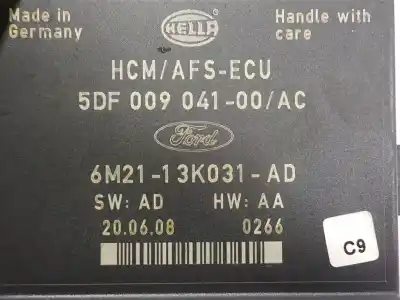 Made in
Germany
HELLA
Handle with
care
HCM/AFS-ECU
5DF 009 041-00/AC
Ford
6M21-13K031-AD
SW: AD HW: AA
20.06.08 0266
C9